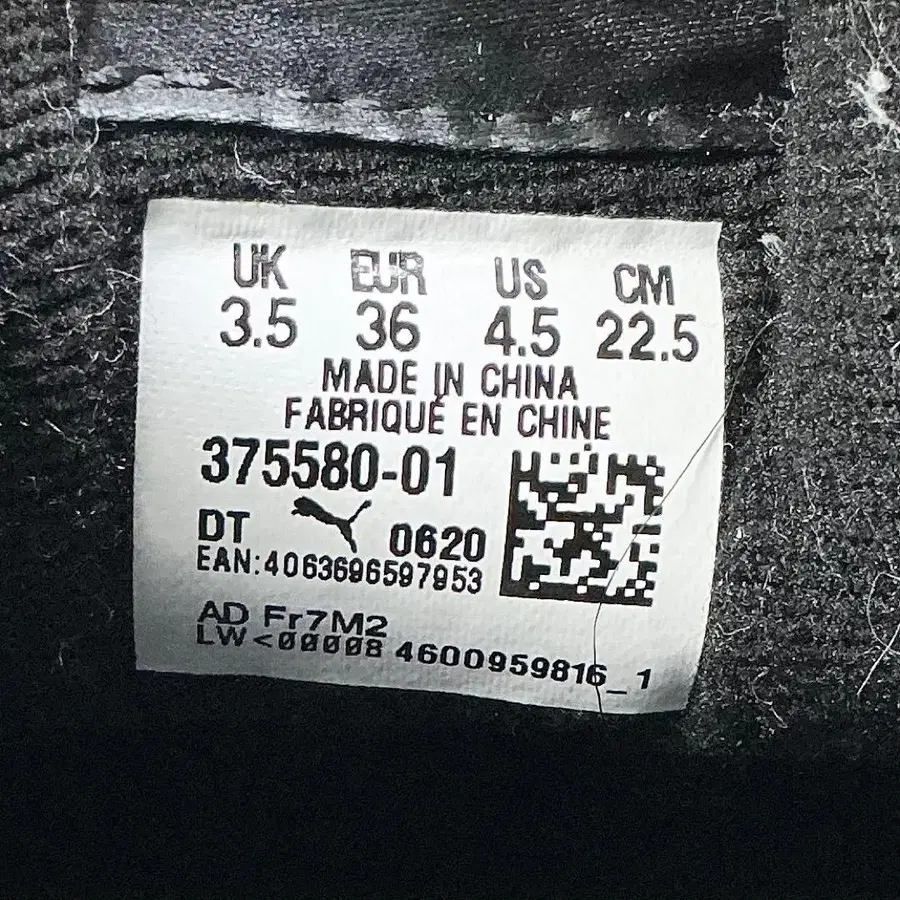 UK EUR US CM
3.5 36 4.5 22.5
MADE IN CHINA
FABRIQUÉ EN CHINE
375580-01
DT 0620
EAN:4063696597953
AD Fr7M2
LW<00008 4600959816_1